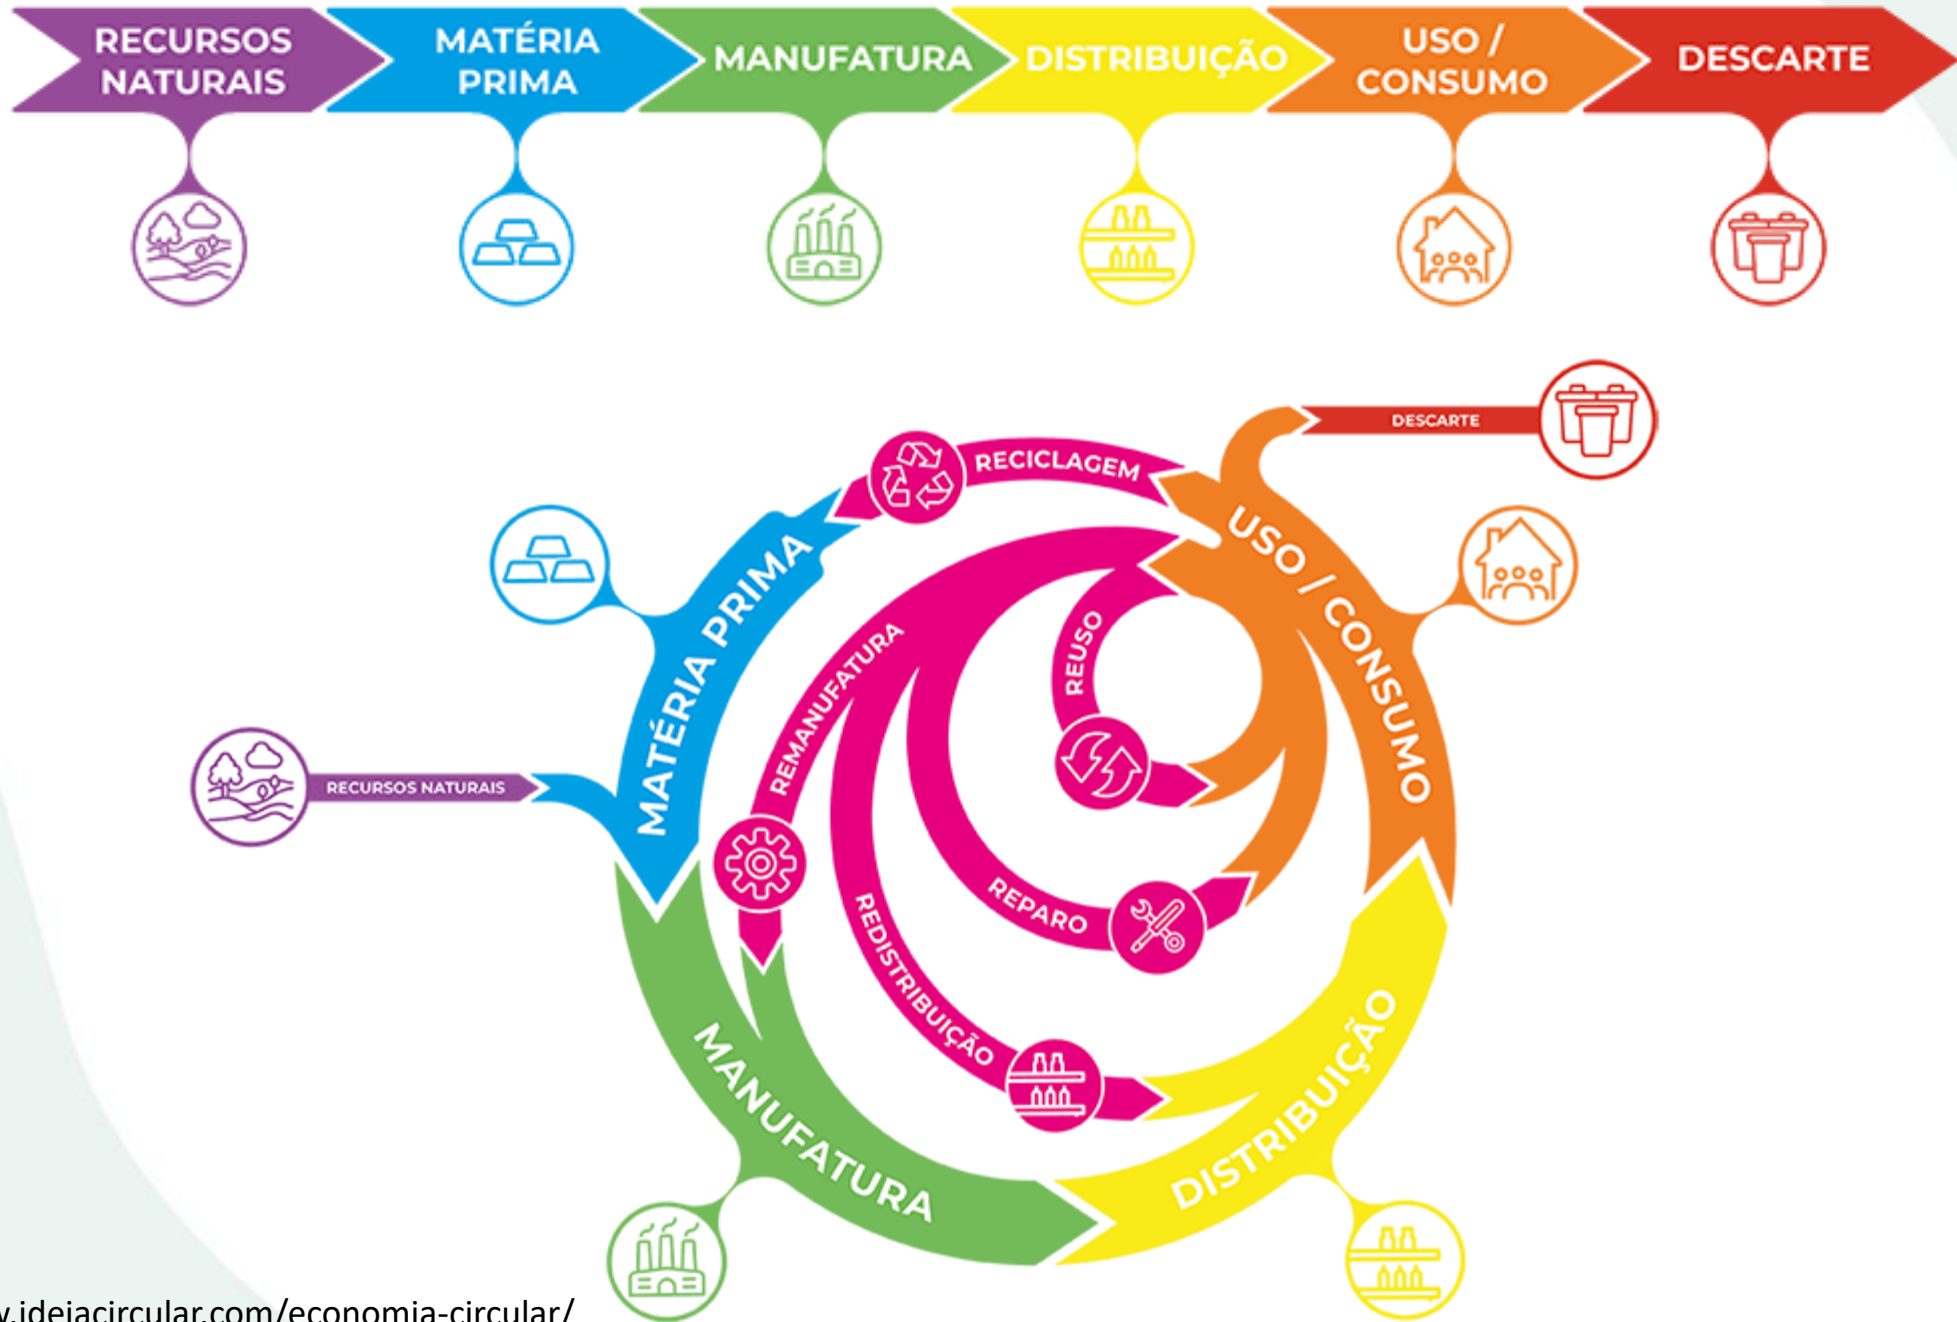 RECURSOS
NATURAIS
MATÉRIA
PRIMA
MANUFATURA
DISTRIBUIÇÃO
USO /
CONSUMO
DESCARTE
DESCARTE
RECICLAGEM
USO / CONSUMO
MATÉRIA PRIMA
REUSO
REMANUFATURA
RECURSOS NATURAIS
REPARO
REDISTRIBUIÇÃO
MANUFATURA
DISTRIBUIÇÃO
.ideiacircular.com/economia-circular/